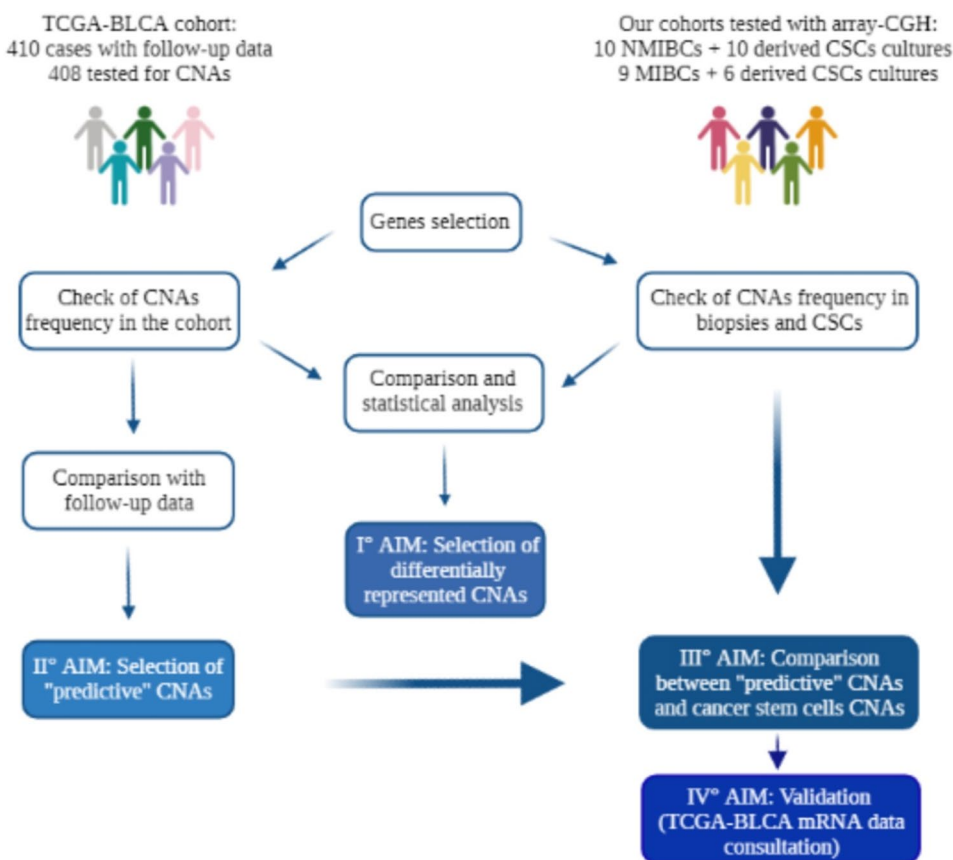 TCGA-BLCA cohort:
410 cases with follow-up data
408 tested for CNAs
Our cohorts tested with array-CGH:
10 NMIBCs + 10 derived CSCs cultures
9 MIBCs + 6 derived CSCs cultures
Genes selection
Check of CNAs
frequency in the cohort
Check of CNAs frequency in
biopsies and CSCs
Comparison and
statistical analysis
Comparison with
follow-up data
I° AIM: Selection of
differentially
represented CNAs
II° AIM: Selection of
"predictive" CNAs
III° AIM: Comparison
between "predictive" CNAs
and cancer stem cells CNAs
IV° AIM: Validation
(TCGA-BLCA mRNA data
consultation)